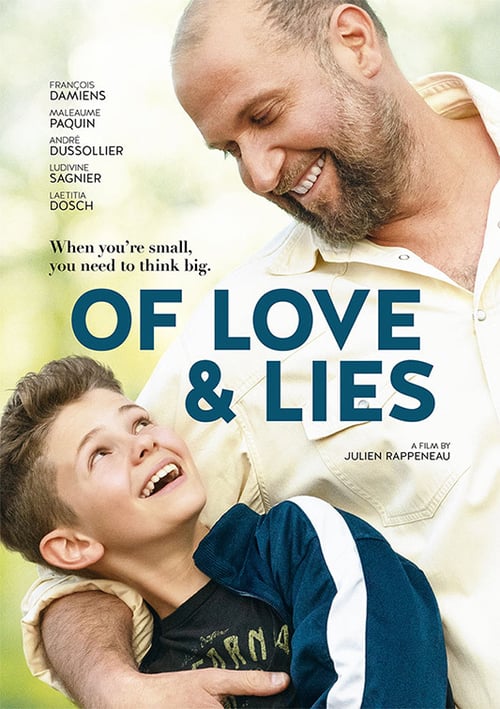 FRANÇOIS
DAMIENS
MALEAUME
PAQUIN
ANDRÉ
DUSSOLLIER
LUDIVINE
SAGNIER
LAETITIA
DOSCH
When you're small,
you need to think big.
OF LOVE
& LIES
A FILM BY
JULIEN RAPPENEAU